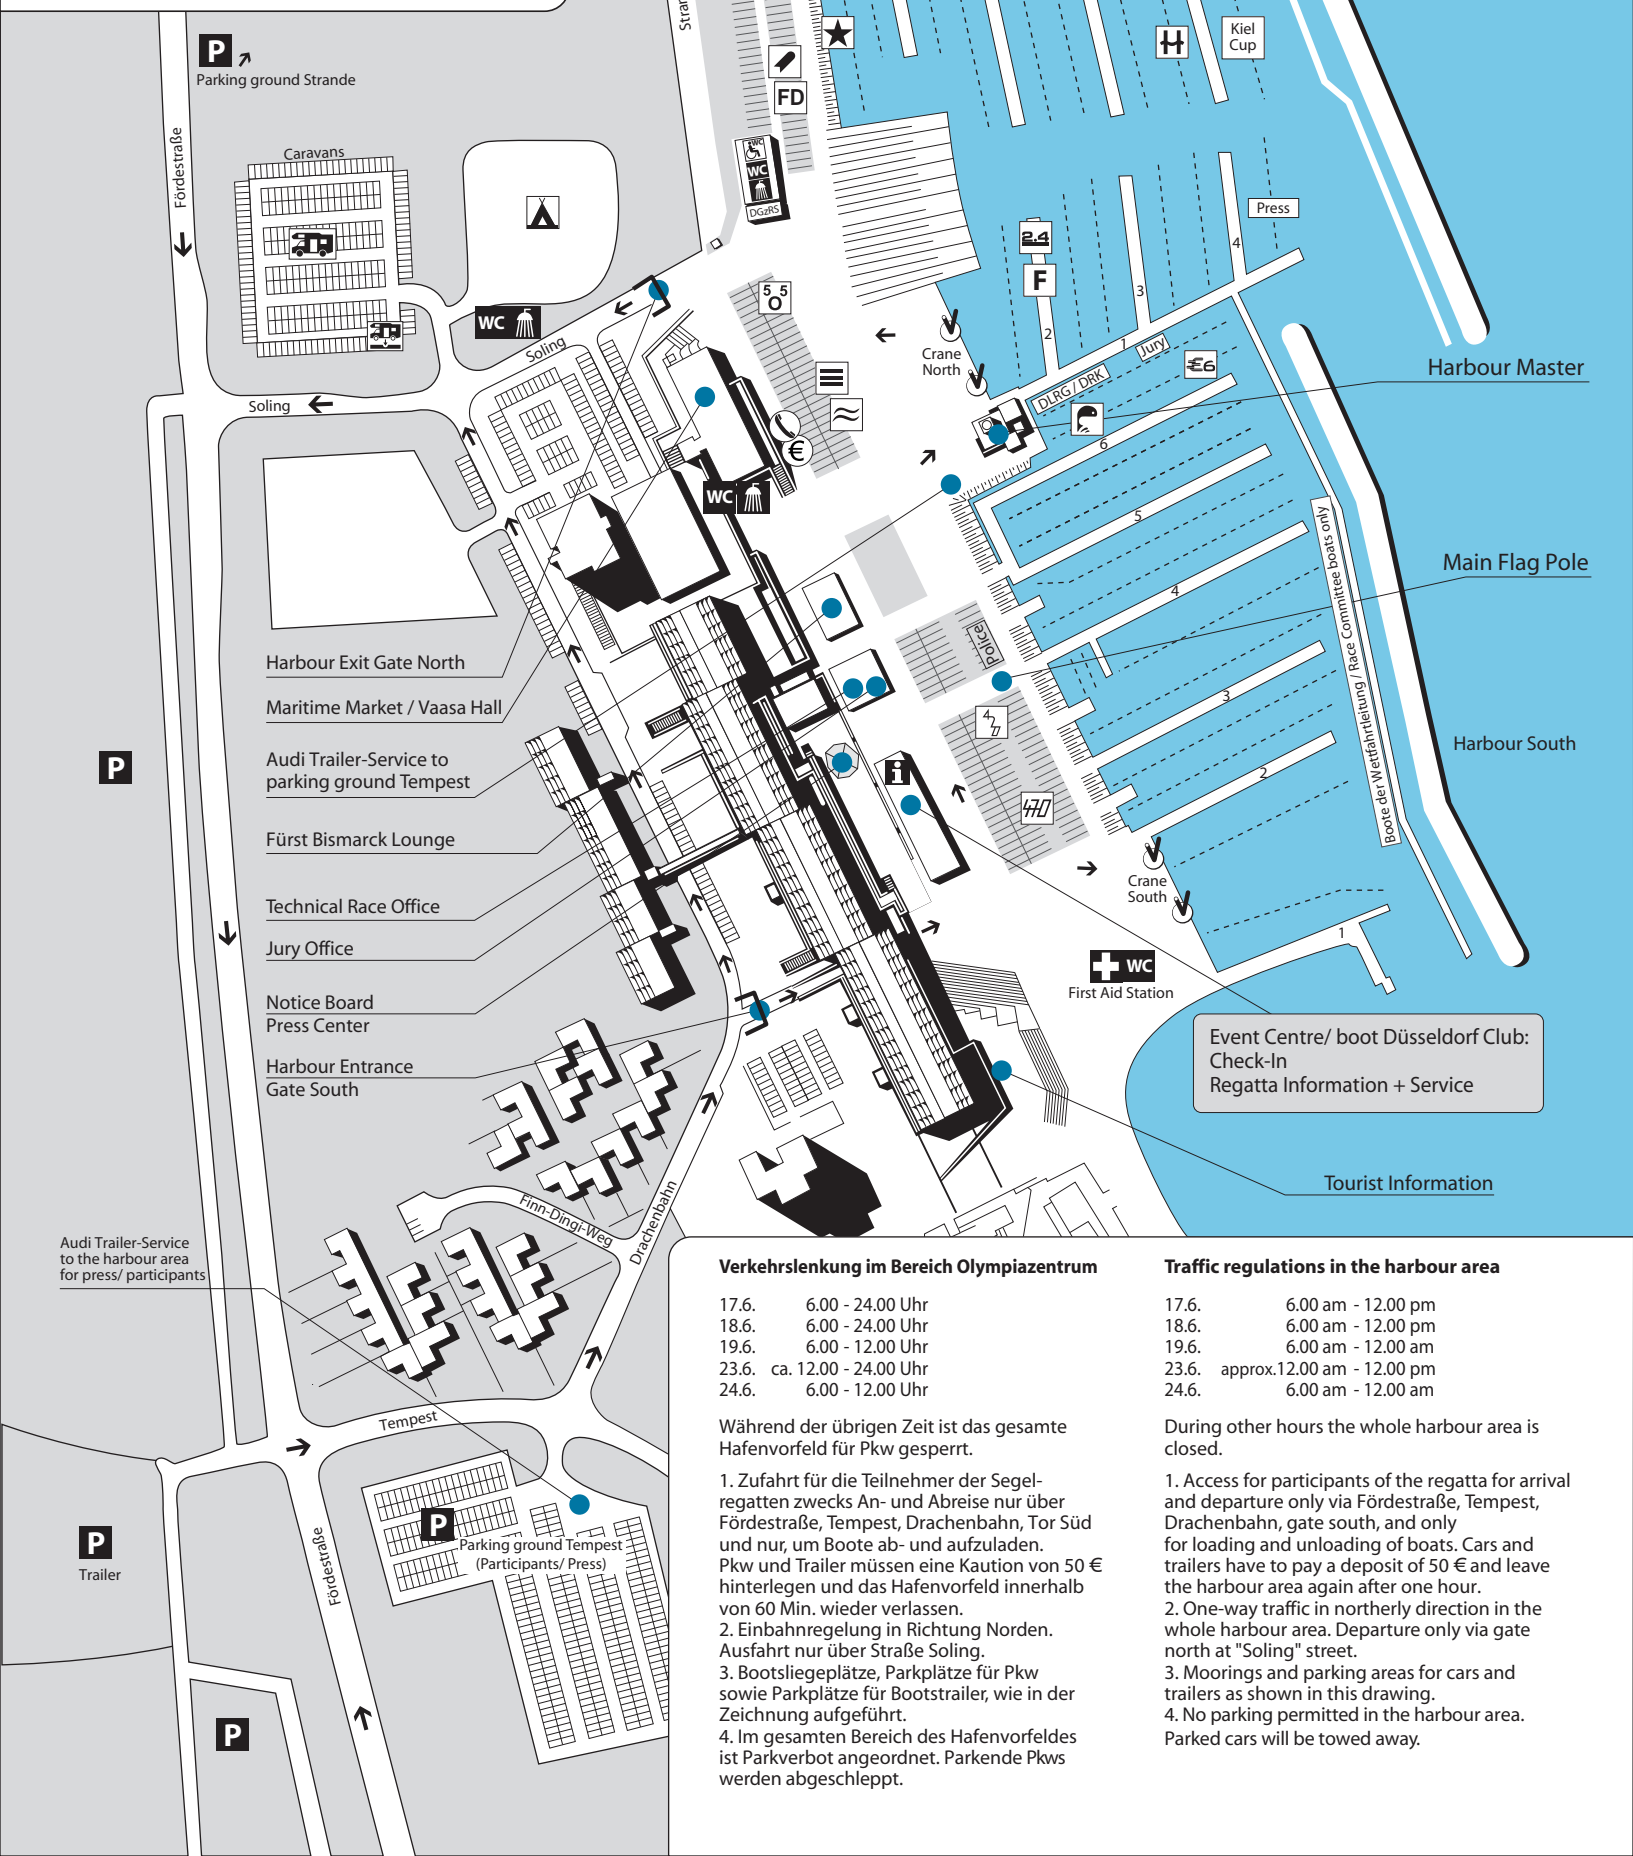 Stran
Kiel
Cup
P
Parking ground Strande
FD
Fördestraße
Caravans
WC
WC
DGzRS
Press
2.4
4
F
5 5
O
3
WC
2
1
Jury
Crane
North
Soling
€6
Harbour Master
DLRG / DRK
Soling
6
€
WC
5
Boote der Wettfahrtleitung / Race Committee boats only
Main Flag Pole
4
Police
Harbour Exit Gate North
Maritime Market / Vaasa Hall
3
420
Harbour South
P
Audi Trailer-Service to
parking ground Tempest
i
2
470
Fürst Bismarck Lounge
Crane
South
Technical Race Office
1
Jury Office
WC
First Aid Station
Notice Board
Press Center
Event Centre/ boot Düsseldorf Club:
Check-In
Regatta Information + Service
Harbour Entrance
Gate South
Tourist Information
Finn-Dingi-Weg
Drachenbahn
Audi Trailer-Service
to the harbour area
for press/ participants
Tempest
P
Parking ground Tempest
(Participants/ Press)
P
Trailer
Fördestraße
P
Verkehrslenkung im Bereich Olympiazentrum
17.6. 6.00 - 24.00 Uhr
18.6. 6.00 - 24.00 Uhr
19.6. 6.00 - 12.00 Uhr
23.6. ca. 12.00 - 24.00 Uhr
24.6. 6.00 - 12.00 Uhr
Während der übrigen Zeit ist das gesamte
Hafenvorfeld für Pkw gesperrt.
1. Zufahrt für die Teilnehmer der Segel-
regatten zwecks An- und Abreise nur über
Fördestraße, Tempest, Drachenbahn, Tor Süd
und nur, um Boote ab- und aufzuladen.
Pkw und Trailer müssen eine Kaution von 50 €
hinterlegen und das Hafenvorfeld innerhalb
von 60 Min. wieder verlassen.
2. Einbahnregelung in Richtung Norden.
Ausfahrt nur über Straße Soling.
3. Bootsliegeplätze, Parkplätze für Pkw
sowie Parkplätze für Bootstrailer, wie in der
Zeichnung aufgeführt.
4. Im gesamten Bereich des Hafenvorfeldes
ist Parkverbot angeordnet. Parkende Pkws
werden abgeschleppt.
Traffic regulations in the harbour area
17.6. 6.00 am - 12.00 pm
18.6. 6.00 am - 12.00 pm
19.6. 6.00 am - 12.00 am
23.6. approx.12.00 am - 12.00 pm
24.6. 6.00 am - 12.00 am
During other hours the whole harbour area is
closed.
1. Access for participants of the regatta for arrival
and departure only via Fördestraße, Tempest,
Drachenbahn, gate south, and only
for loading and unloading of boats. Cars and
trailers have to pay a deposit of 50 € and leave
the harbour area again after one hour.
2. One-way traffic in northerly direction in the
whole harbour area. Departure only via gate
north at "Soling" street.
3. Moorings and parking areas for cars and
trailers as shown in this drawing.
4. No parking permitted in the harbour area.
Parked cars will be towed away.